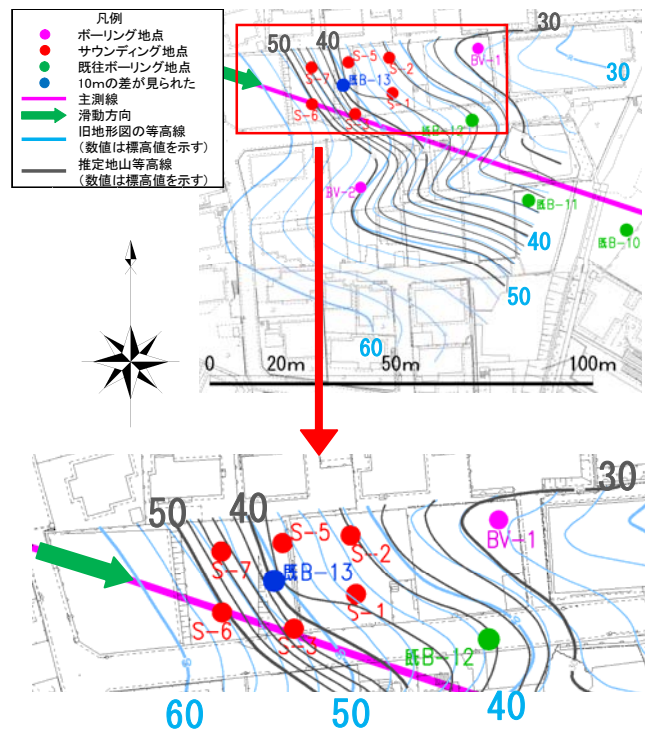 凡例
ボーリング地点
サウンディング地点
既往ボーリング地点
10mの差が見られた
主測線
滑動方向
旧地形図の等高線
(数値は標高値を示す)
推定地山等高線
(数値は標高値を示す)
50
40
30
30
S-5
S-2
BV-1
S-7
既B-13
S-1
S-6
S-3
既B-12
BV-2
既B-11
既B-10
40
50
60
0
20m
50m
100m
50
40
30
S-5
S-2
BV-1
S-7
既B-13
S-1
S-6
S-3
既B-12
60
50
40